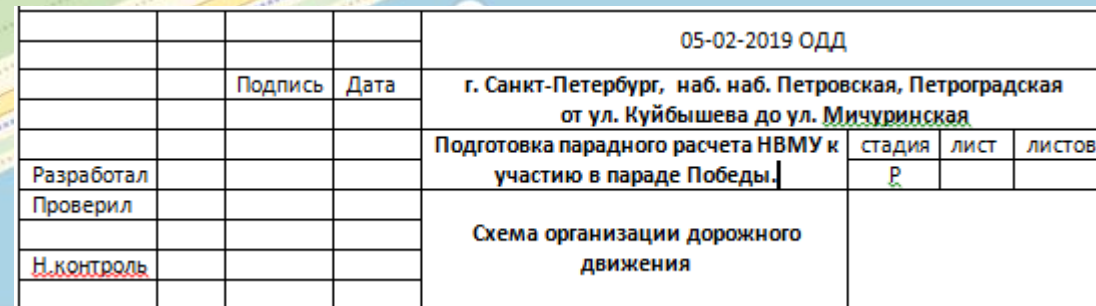 05-02-2019 ОДД
Подпись Дата
г. Санкт-Петербург, наб. наб. Петровская, Петроградская
от ул. Куйбышева до ул. Мичуринская
Подготовка парадного расчета НВМУ к
участию в параде Победы.
стадия лист листов
Р
Разработал
Проверил
Н.контроль
Схема организации дорожного
движения